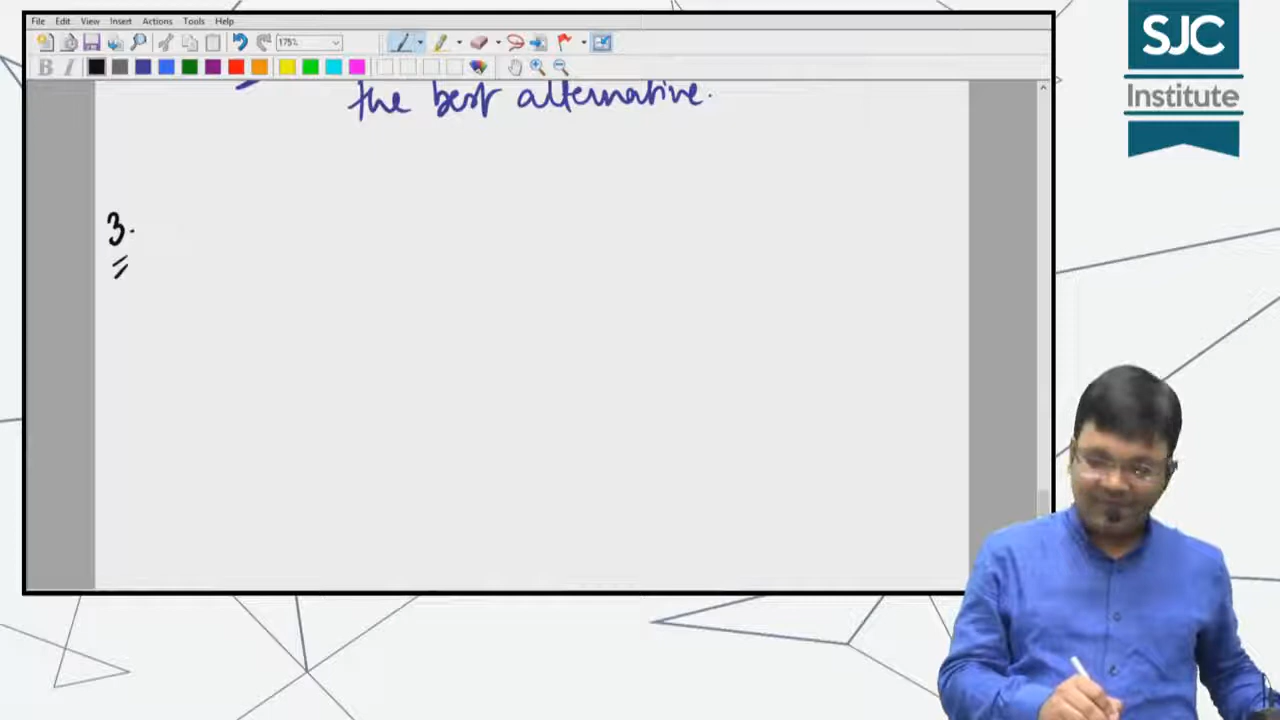 File Edit View Insert Actions Tools Help
175%
B I
the best alternative.
3.
SJC
Institute